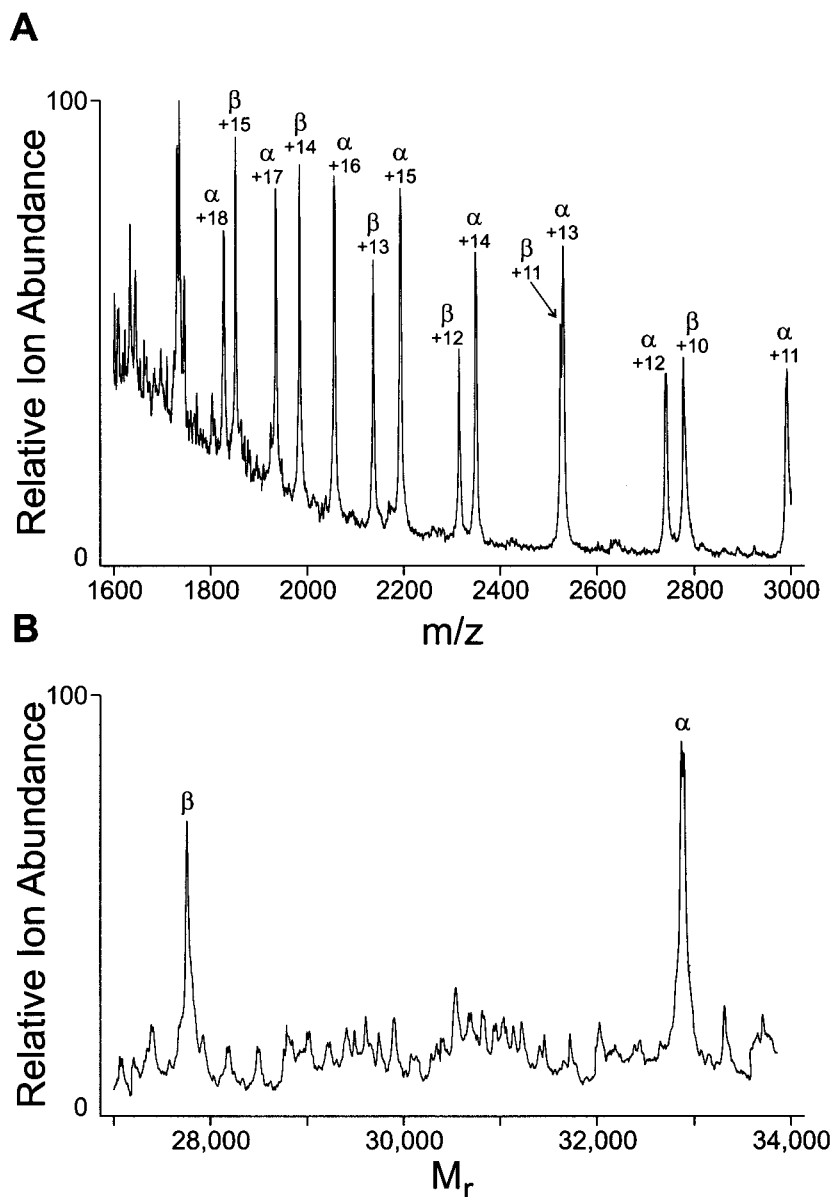 A
Relative Ion Abundance
100
0
α
+18
β
+15
α
+17
β
+14
α
+16
β
+13
α
+15
β
+12
α
+14
β
+11
α
+13
α
+12
β
+10
α
+11
1600 1800 2000 2200 2400 2600 2800 3000
m/z
B
Relative Ion Abundance
100
0
β
α
28,000 30,000 32,000 34,000
Mr